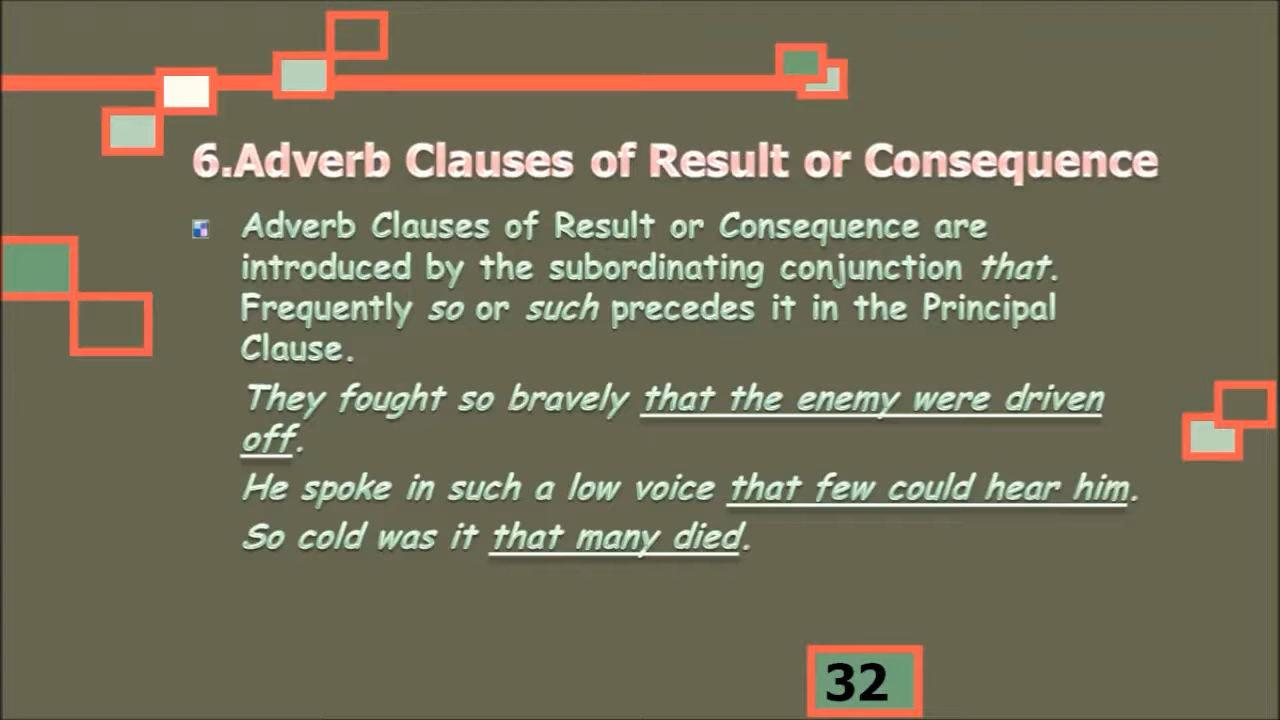 6.Adverb Clauses of Result or Consequence
Adverb Clauses of Result or Consequence are
introduced by the subordinating conjunction that.
Frequently so or such precedes it in the Principal
Clause.
They fought so bravely that the enemy were driven
off.
He spoke in such a low voice that few could hear him.
So cold was it that many died.
32